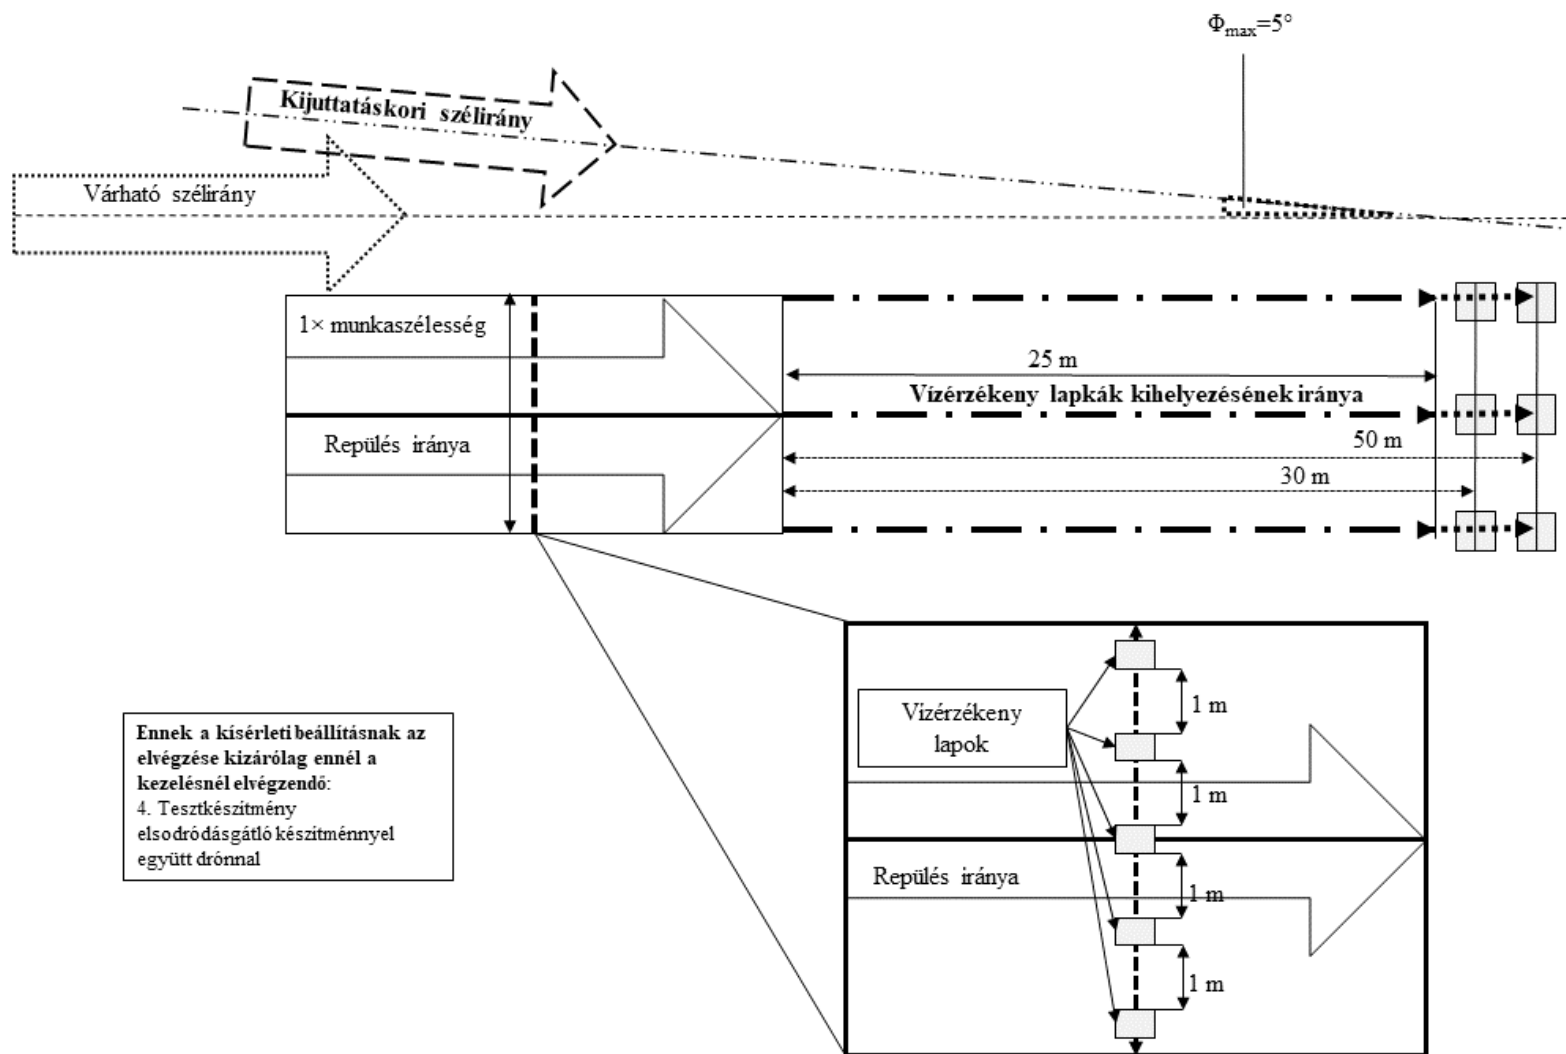 Φmax=5°
Kijuttatáskori szélirány
Várható szélirány
1× munkaszélesség
25 m
Vízérzékeny lapkák kihelyezésének iránya
Repülés iránya
50 m
30 m
Vízérzékeny
lapok
1 m
1 m
Repülés iránya
1 m
1 m
Ennek a kísérleti beállításnak az
elvégzése kizárólag ennél a
kezelésnél elvégzendő:
4. Tesztkészítmény
elsodródásgátló készítménnyel
együtt drónnal